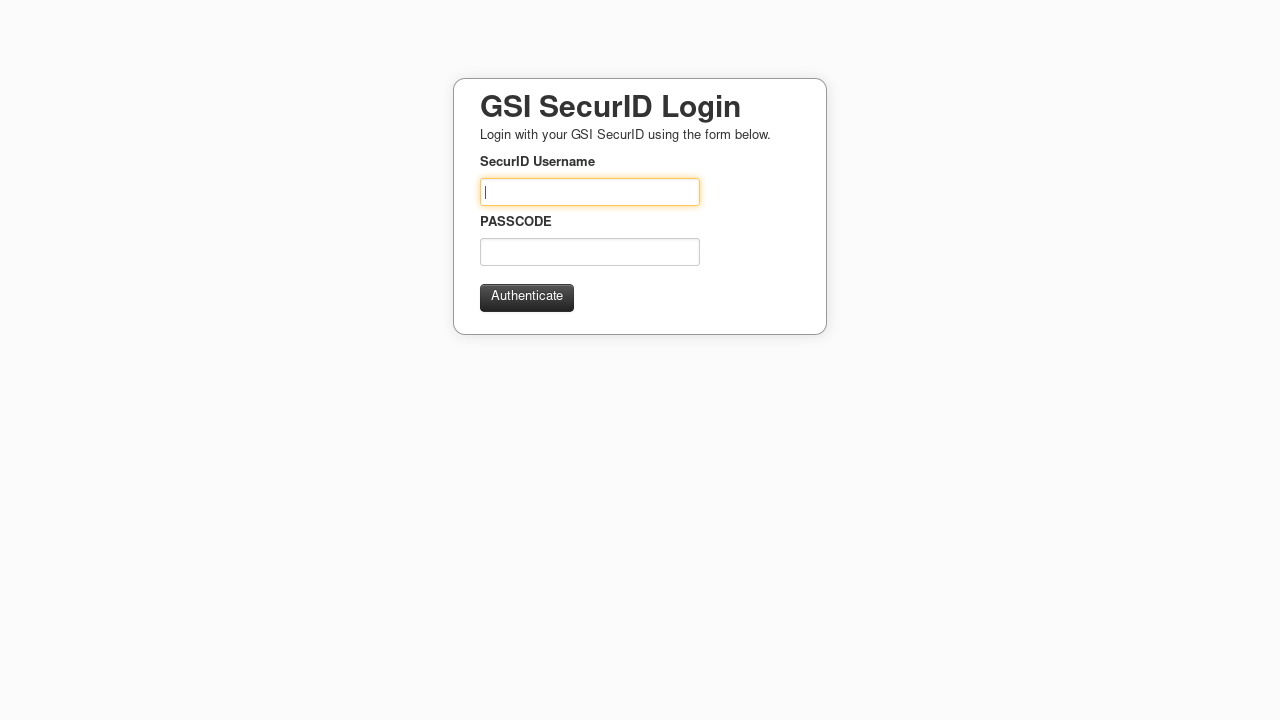 GSI SecurID Login
Login with your GSI SecurID using the form below.
SecurID Username
PASSCODE
Authenticate